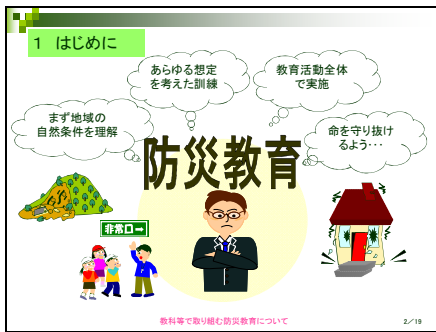 1 はじめに
あらゆる想定
を考えた訓練
教育活動全体
で実施
まず地域の
自然条件を理解
命を守り抜け
るよう・・・
防災教育
非常口➡
教科等で取り組む防災教育について
2/19